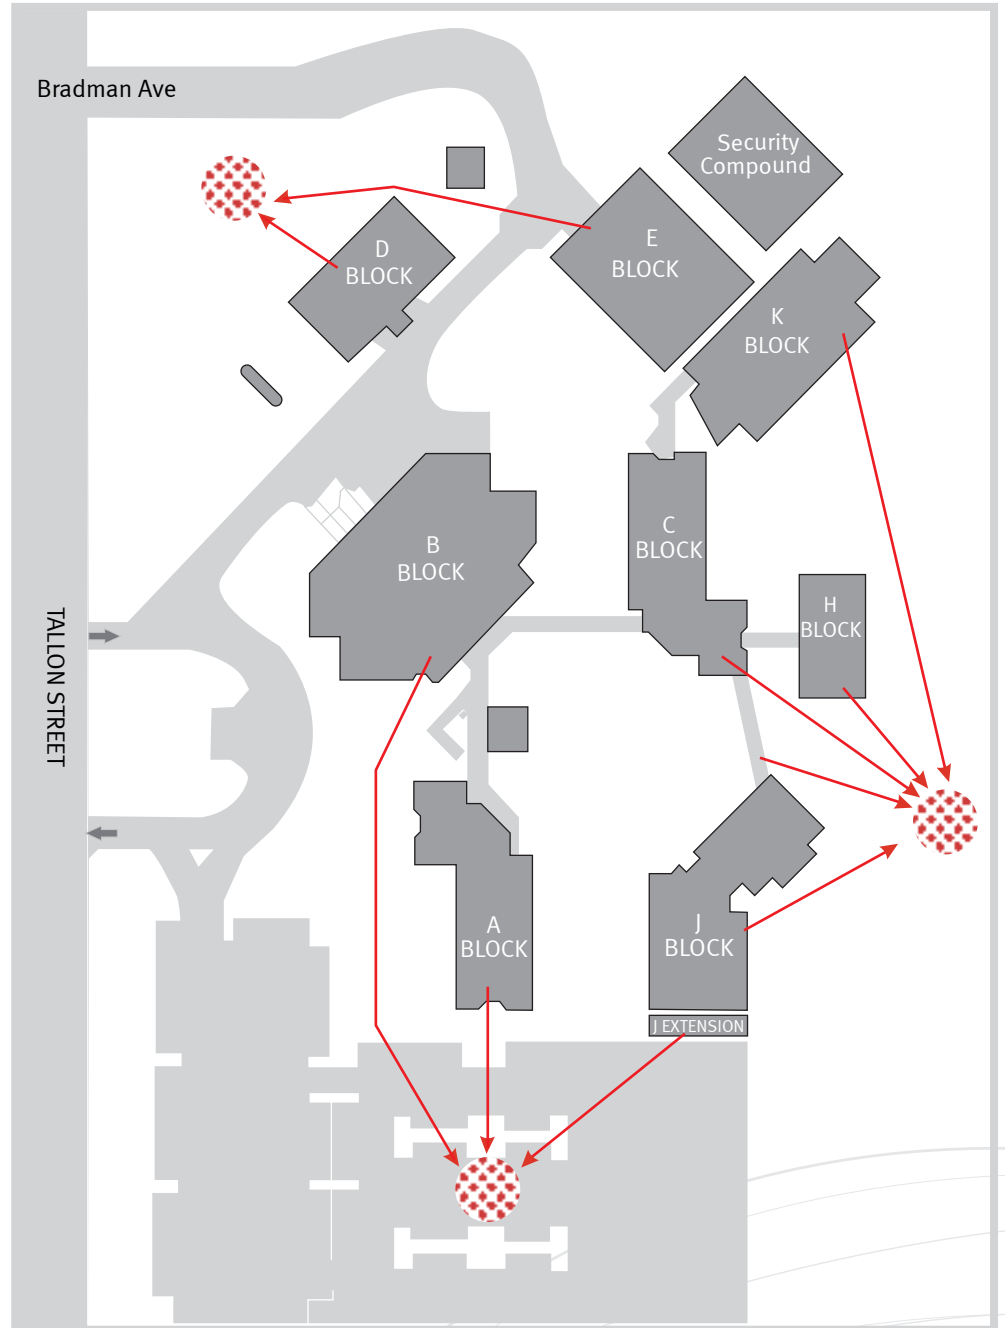 Bradman Ave
Security
Compound
E
BLOCK
D
BLOCK
K
BLOCK
C
BLOCK
B
BLOCK
H
BLOCK
TALLON STREET
A
BLOCK
J
BLOCK
J EXTENSION